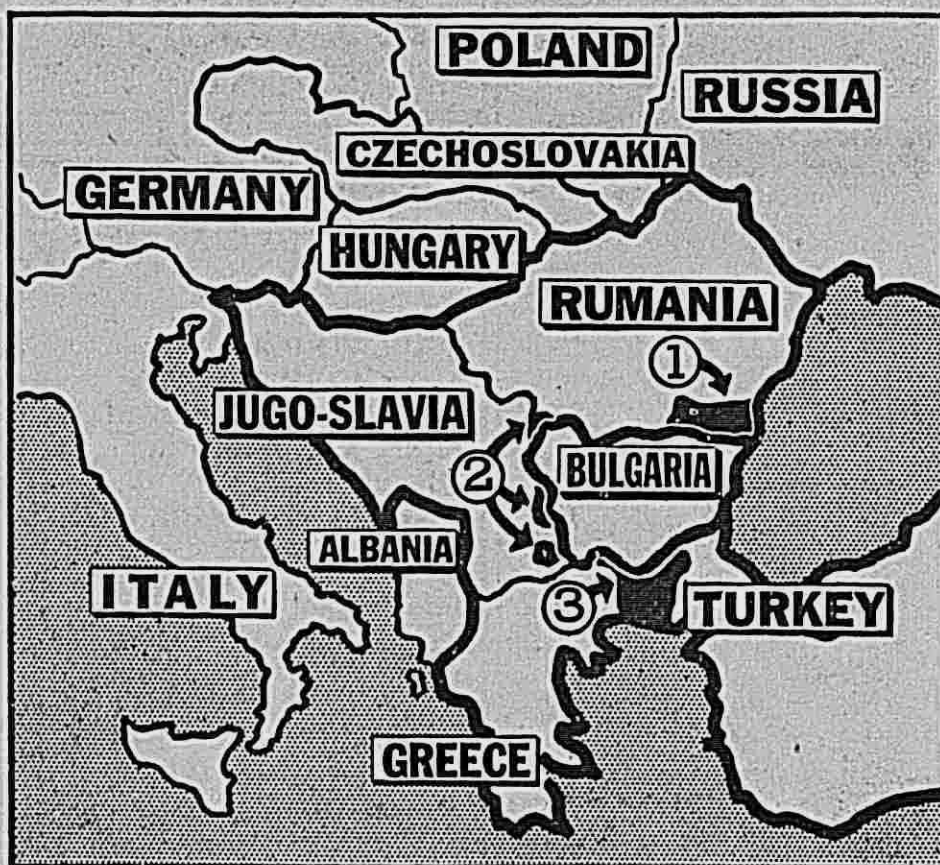 POLAND
RUSSIA
CZECHOSLOVAKIA
GERMANY
HUNGARY
RUMANIA
1
JUGO-SLAVIA
2
BULGARIA
ALBANIA
ITALY
3
TURKEY
GREECE